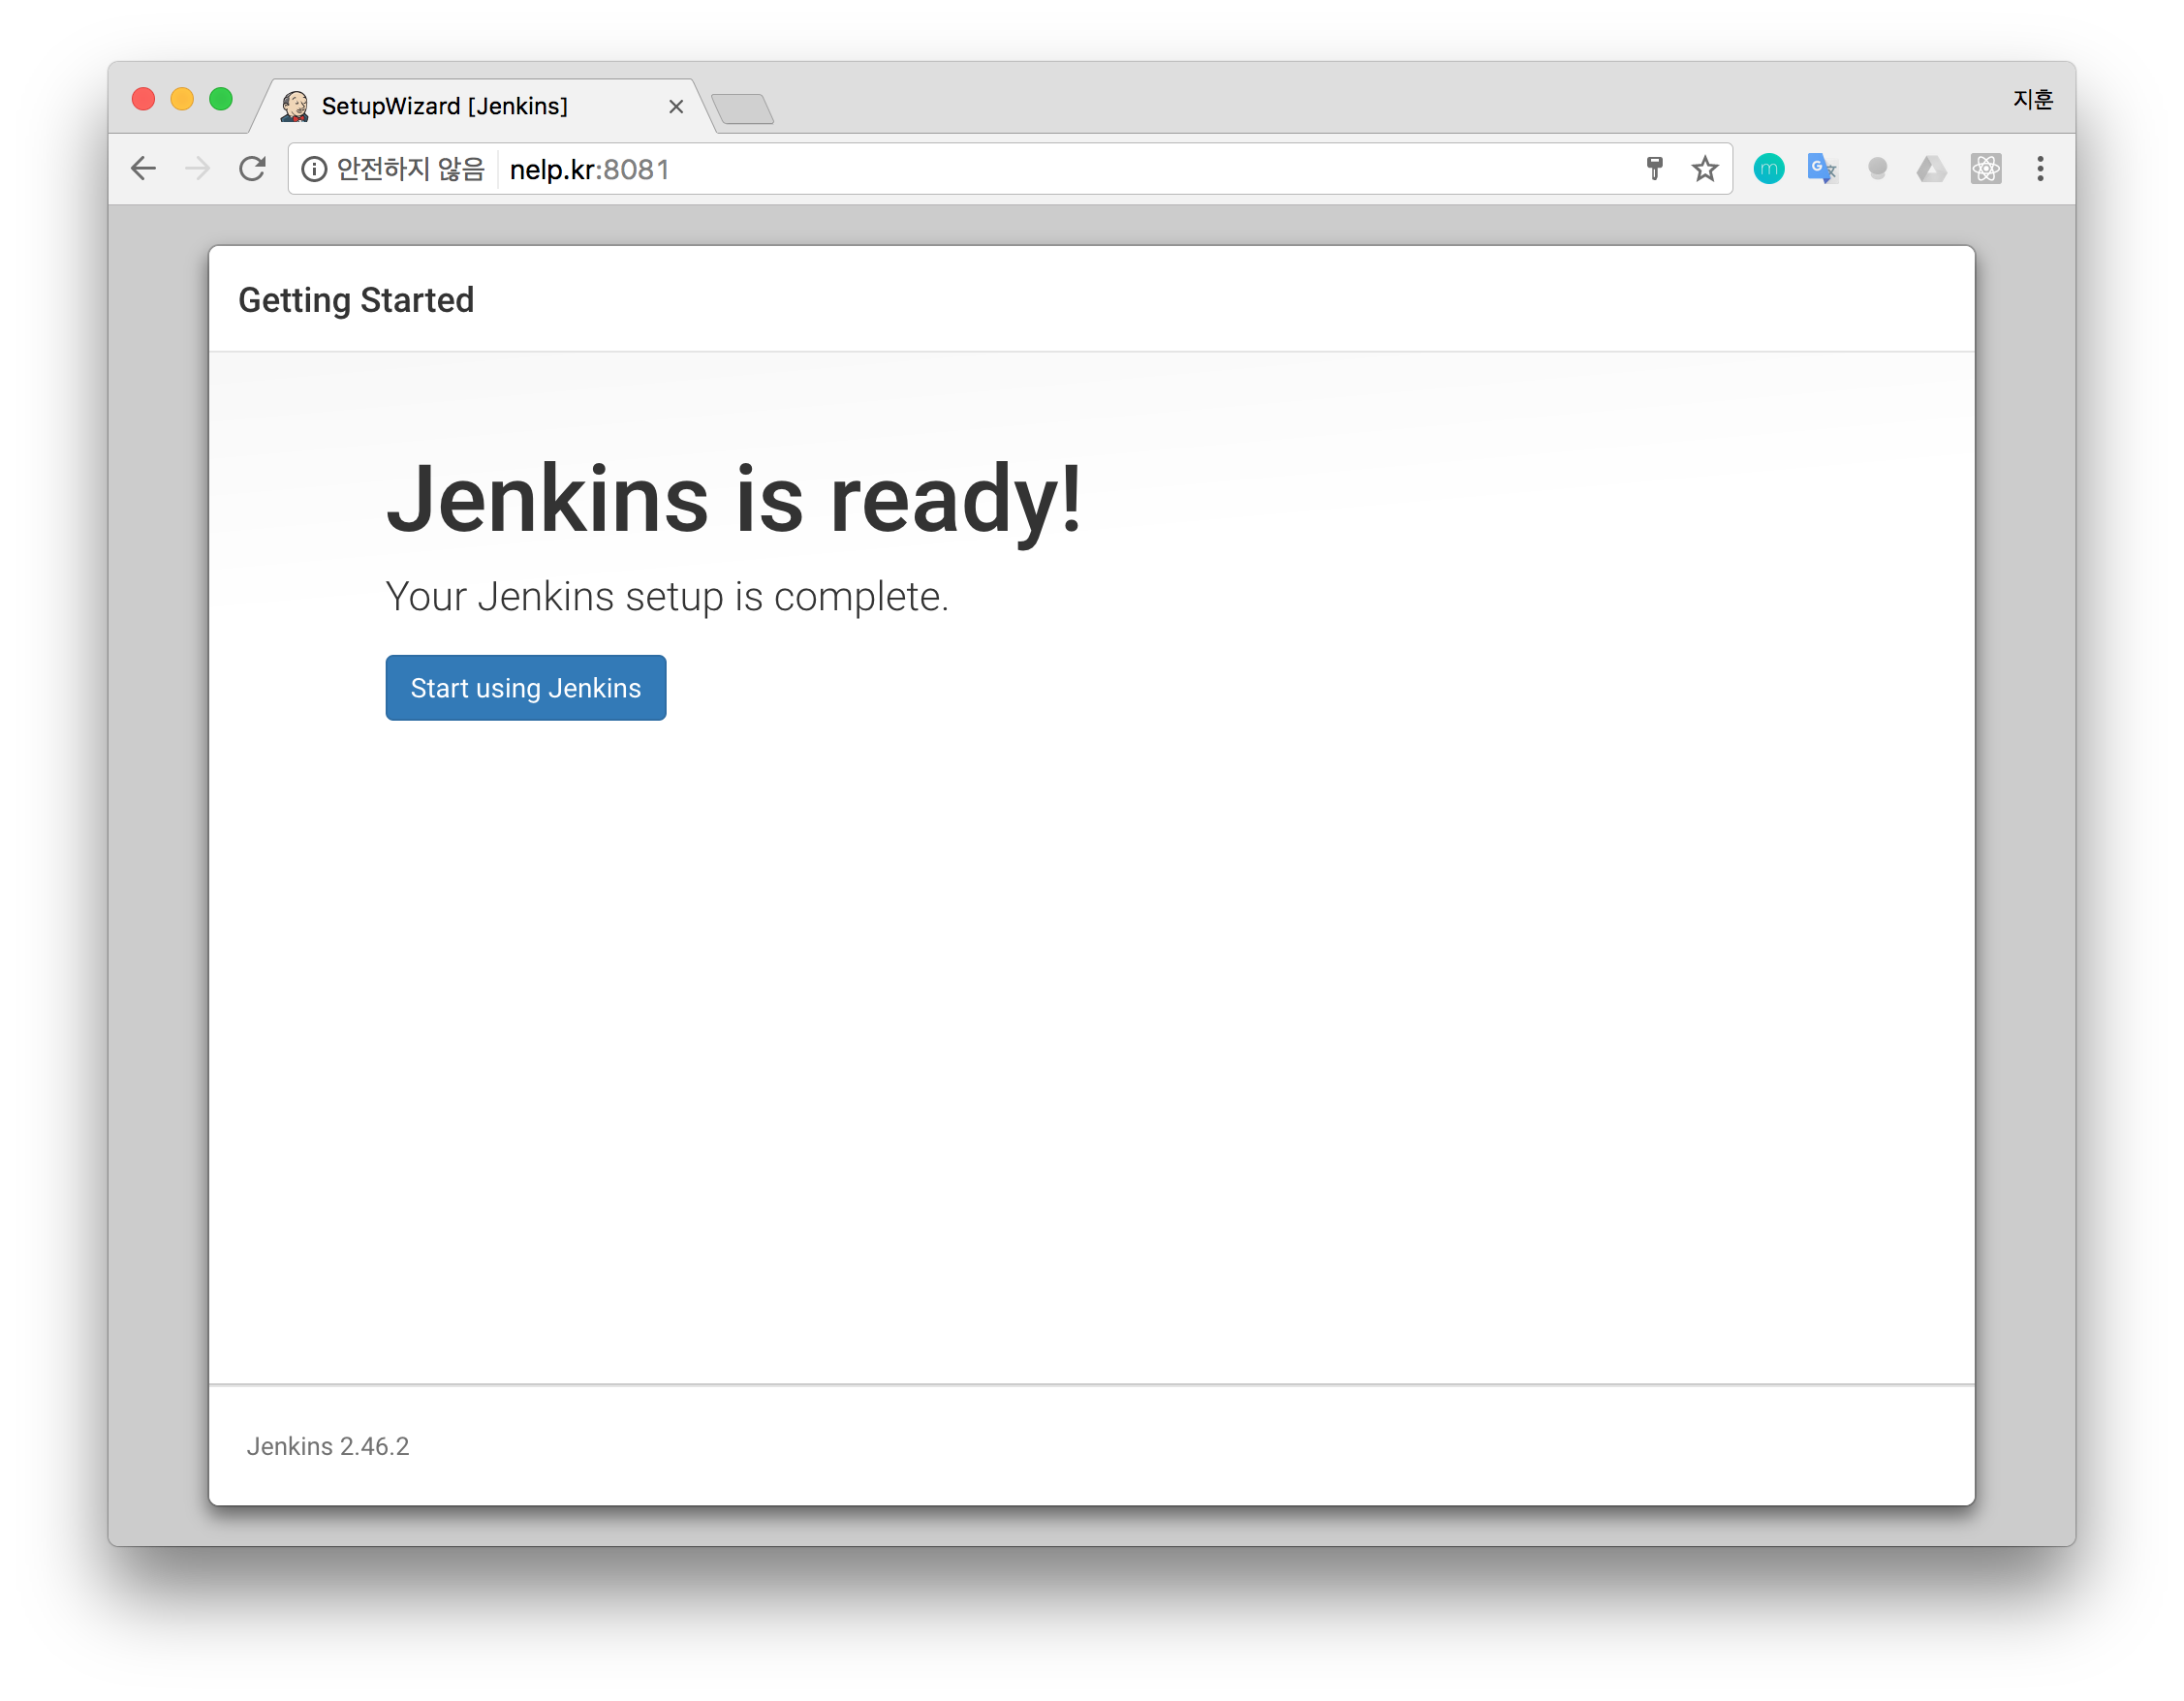 SetupWizard [Jenkins]
지훈
안전하지 않음 nelp.kr:8081
Getting Started
Jenkins is ready!
Your Jenkins setup is complete.
Start using Jenkins
Jenkins 2.46.2